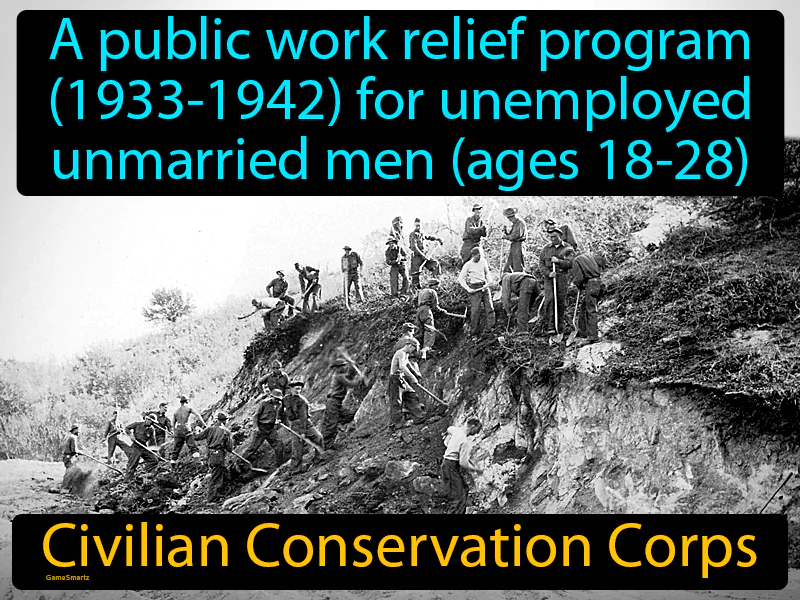 A public work relief program
(1933-1942) for unemployed
unmarried men (ages 18-28)
Civilian Conservation Corps
GameSmartz